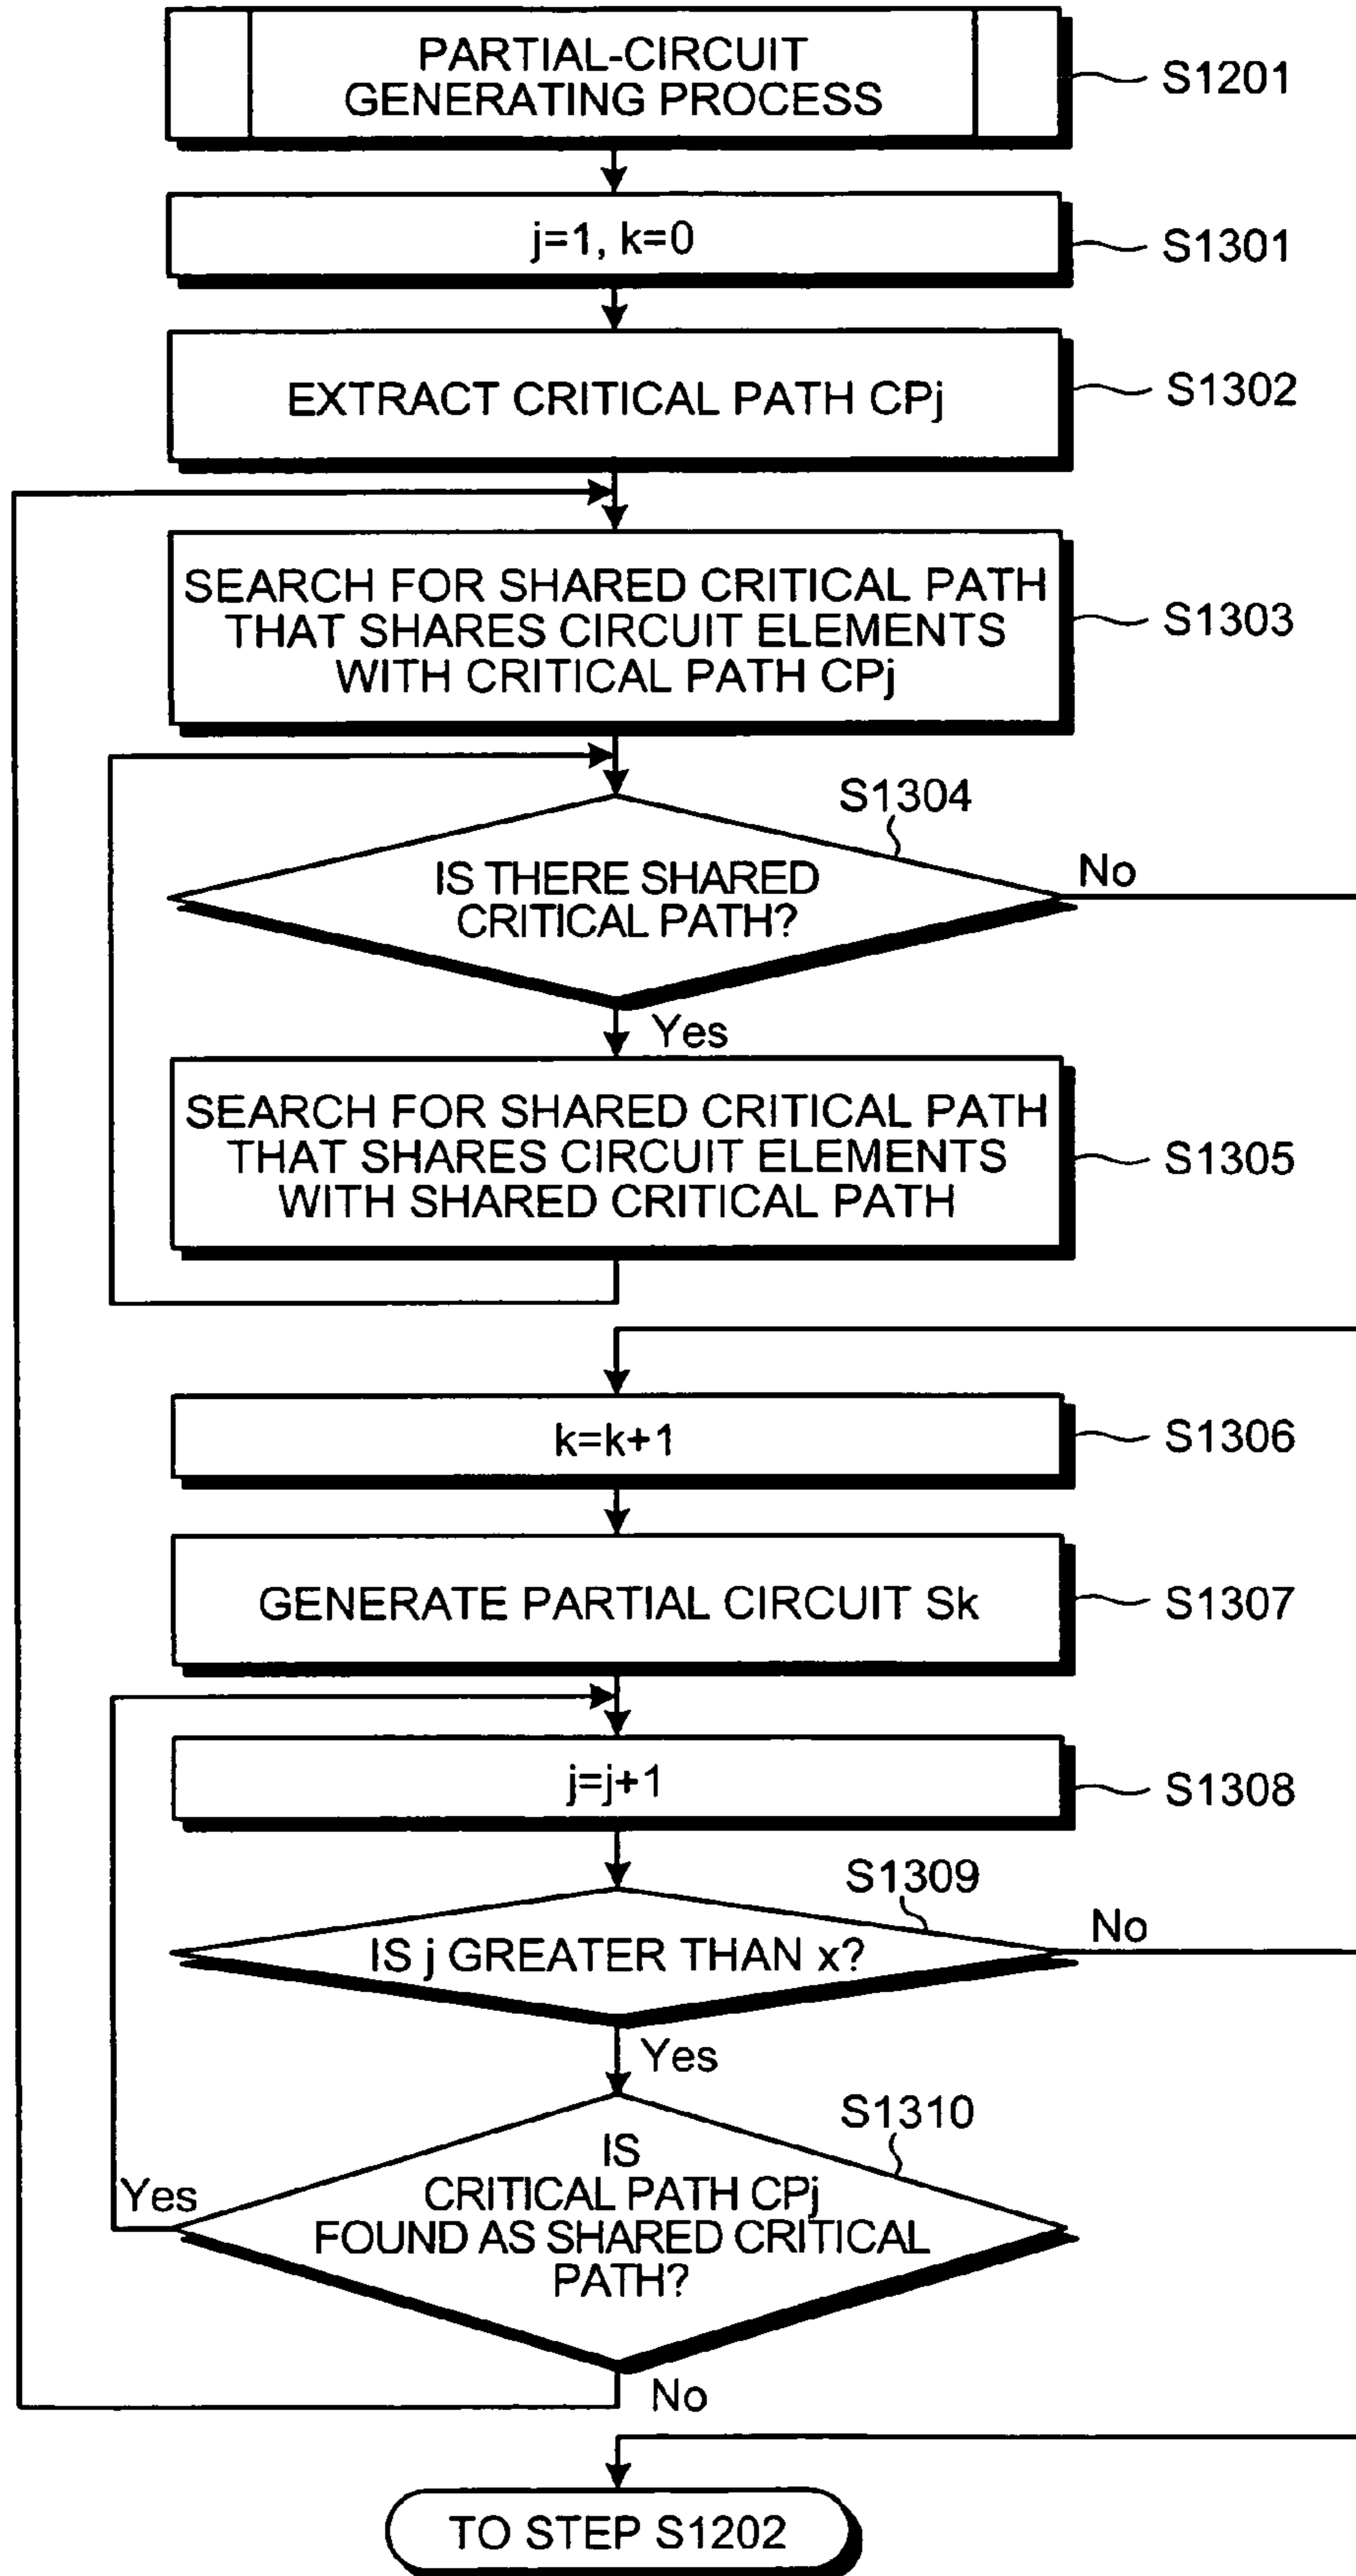 PARTIAL-CIRCUIT
GENERATING PROCESS
S1201
j=1, k=0
S1301
EXTRACT CRITICAL PATH CPj
S1302
SEARCH FOR SHARED CRITICAL PATH
THAT SHARES CIRCUIT ELEMENTS
WITH CRITICAL PATH CPj
S1303
S1304
IS THERE SHARED
CRITICAL PATH?
No
Yes
SEARCH FOR SHARED CRITICAL PATH
THAT SHARES CIRCUIT ELEMENTS
WITH SHARED CRITICAL PATH
S1305
k=k+1
S1306
GENERATE PARTIAL CIRCUIT Sk
S1307
j=j+1
S1308
S1309
IS j GREATER THAN x?
No
Yes
S1310
IS
CRITICAL PATH CPj
FOUND AS SHARED CRITICAL
PATH?
Yes
No
TO STEP S1202